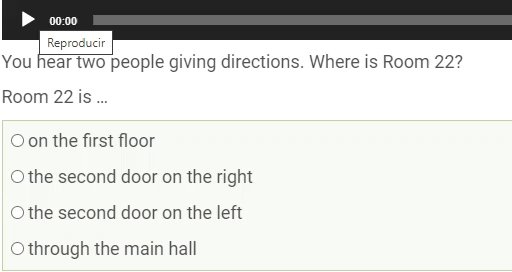 00:00
Reproducir
You hear two people giving directions. Where is Room 22?
Room 22 is ...
on the first floor
the second door on the right
the second door on the left
through the main hall